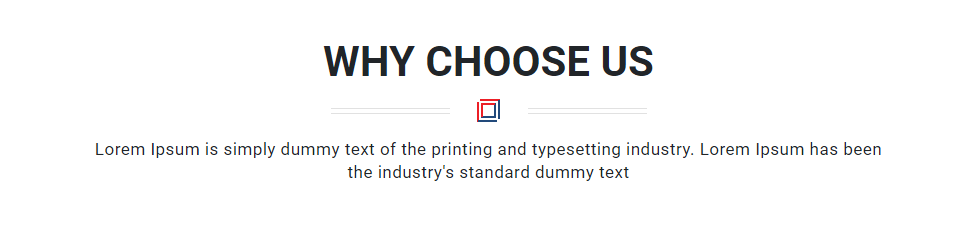 WHY CHOOSE US
Lorem Ipsum is simply dummy text of the printing and typesetting industry. Lorem Ipsum has been
the industry's standard dummy text